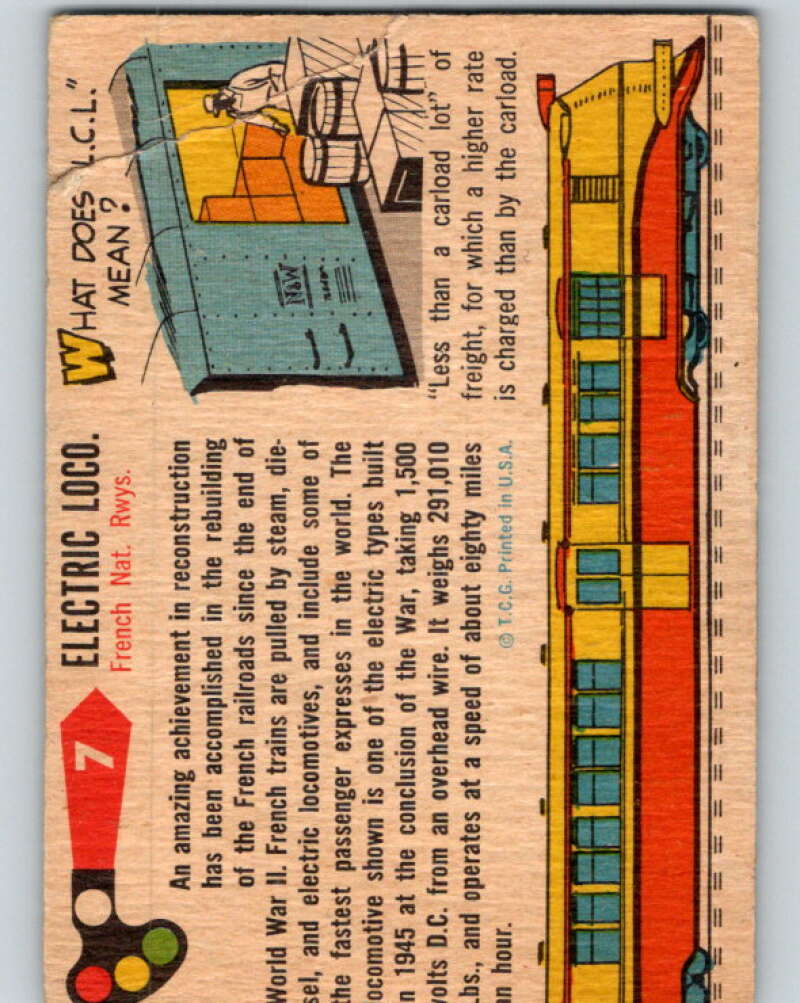 7
ELECTRIC LOCO.
French Nat. Rwys.
An amazing achievement in reconstruction
has been accomplished in the rebuilding
of the French railroads since the end of
World War II. French trains are pulled by steam, die-
sel, and electric locomotives, and include some of
the fastest passenger expresses in the world. The
locomotive shown is one of the electric types built
n 1945 at the conclusion of the War, taking 1,500
volts D.C. from an overhead wire. It weighs 291,010
Lbs., and operates at a speed of about eighty miles
an hour.
© T.C.G. Printed in U.S.A.
WHAT DOES L.C.L."
MEAN?
N&W
"Less than a carload lot" of
freight, for which a higher rate
is charged than by the carload.